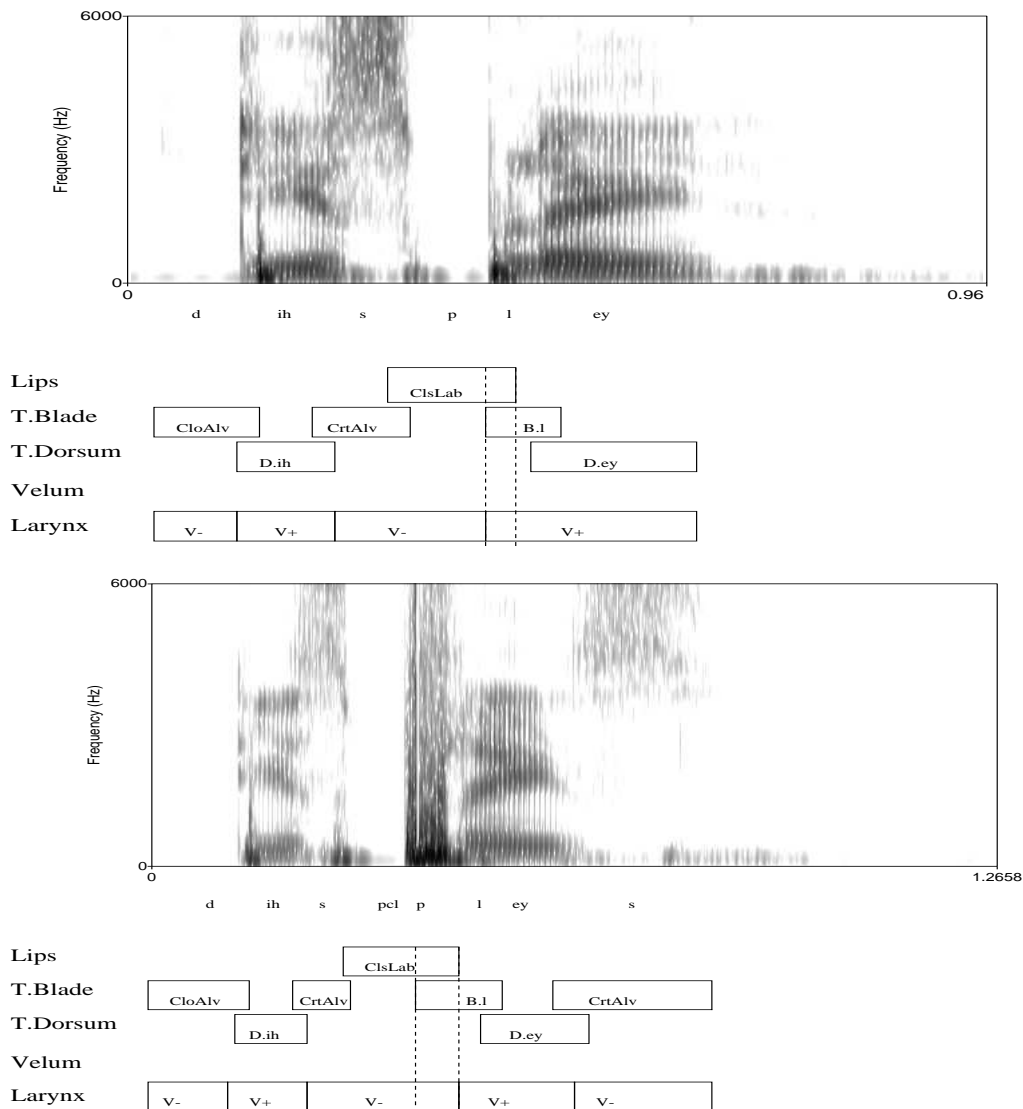 6000
Frequency (Hz)
0
0 0.96
d ih s p l ey
Lips ClsLab
T.Blade CloAlv CrtAlv B.l
T.Dorsum D.ih D.ey
Velum
Larynx V- V+ V- V+
6000
Frequency (Hz)
0
0 1.2658
d ih s pcl p l ey s
Lips ClsLab
T.Blade CloAlv CrtAlv B.l CrtAlv
T.Dorsum D.ih D.ey
Velum
Larynx V- V+ V- V+ V-